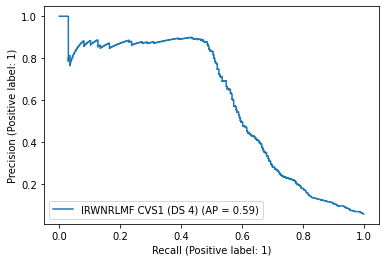 1.0
0.8
0.6
0.4
0.2
Precision (Positive label: 1)
IRWNRLMF CVS1 (DS 4) (AP = 0.59)
0.0 0.2 0.4 0.6 0.8 1.0
Recall (Positive label: 1)